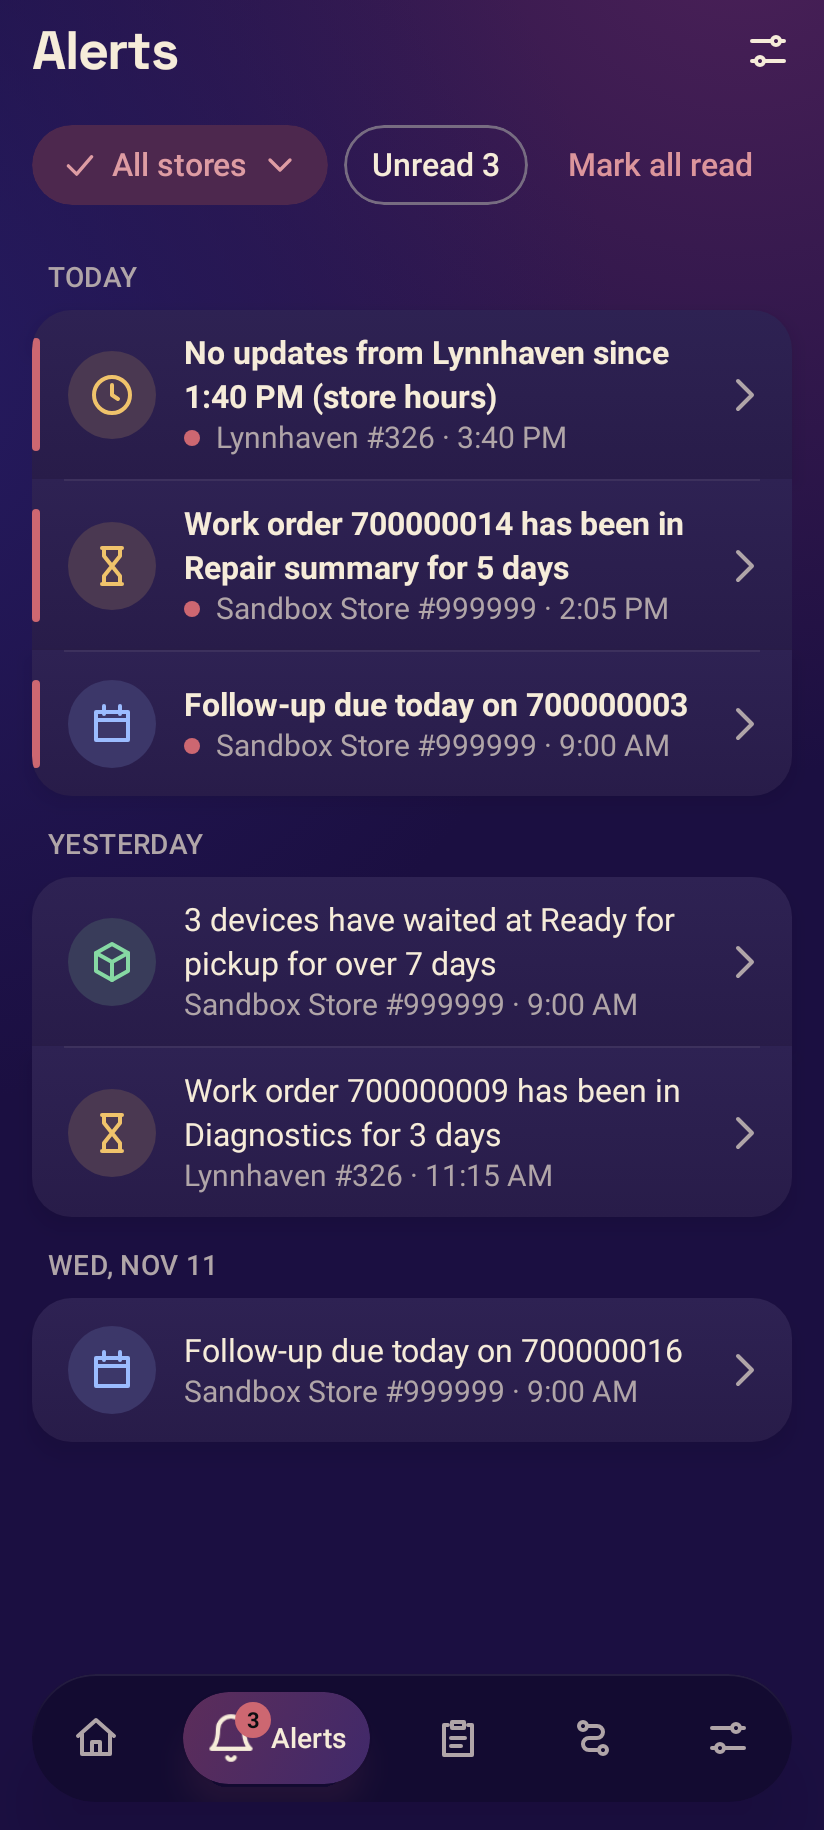 Alerts
All stores
Unread 3
Mark all read
TODAY
No updates from Lynnhaven since
1:40 PM (store hours)
Lynnhaven #326 · 3:40 PM
Work order 700000014 has been in
Repair summary for 5 days
Sandbox Store #999999 · 2:05 PM
Follow-up due today on 700000003
Sandbox Store #999999 · 9:00 AM
YESTERDAY
3 devices have waited at Ready for
pickup for over 7 days
Sandbox Store #999999 · 9:00 AM
Work order 700000009 has been in
Diagnostics for 3 days
Lynnhaven #326 · 11:15 AM
WED, NOV 11
Follow-up due today on 700000016
Sandbox Store #999999 · 9:00 AM
3
Alerts